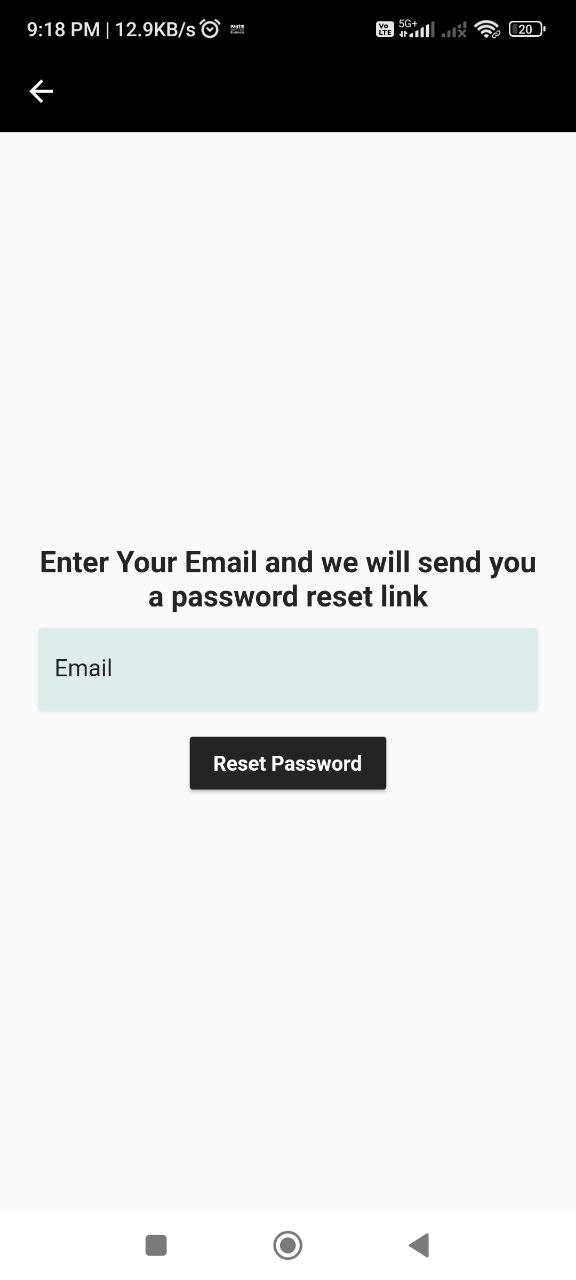 9:18 PM | 12.9KB/s
Vo LTE 5G+ 20
Enter Your Email and we will send you
a password reset link
Email
Reset Password